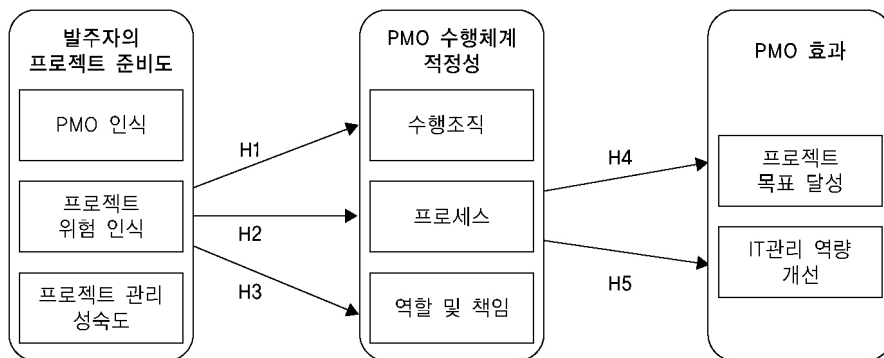 발주자의
프로젝트 준비도
PMO 인식
프로젝트
위험 인식
프로젝트 관리
성숙도
H1
H2
H3
PMO 수행체계
적정성
수행조직
프로세스
역할 및 책임
H4
H5
PMO 효과
프로젝트
목표 달성
IT관리 역량
개선